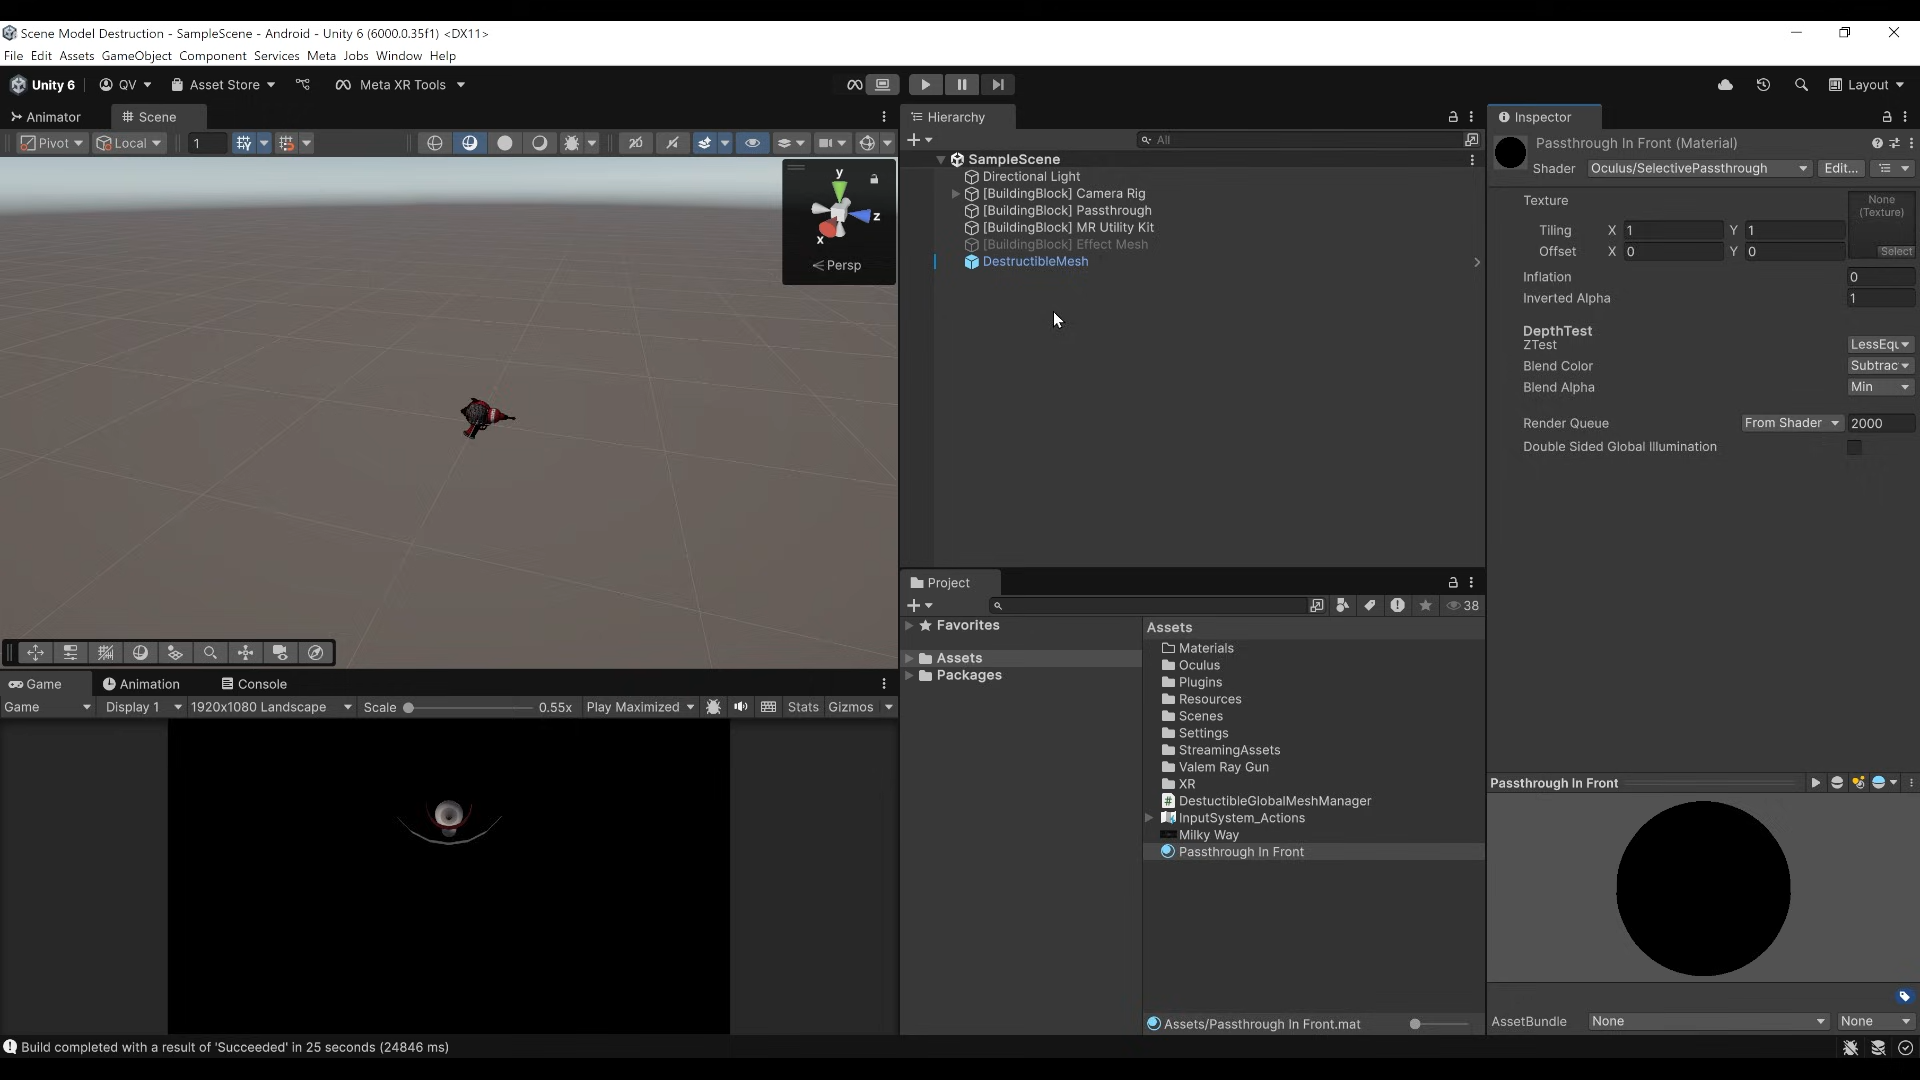 Scene Model Destruction - SampleScene - Android - Unity 6 (6000.0.35f1) <DX11>
File Edit Assets GameObject Component Services Meta Jobs Window Help
Unity 6 QV Asset Store Meta XR Tools Layout
Animator Scene
Pivot Local 1 2D
y
z
x
Persp
Hierarchy
All
SampleScene
Directional Light
[BuildingBlock] Camera Rig
[BuildingBlock] Passthrough
[BuildingBlock] MR Utility Kit
[BuildingBlock] Effect Mesh
DestructibleMesh
Inspector
Passthrough In Front (Material)
Shader Oculus/SelectivePassthrough Edit...
Texture None
(Texture)
Tiling X 1 Y 1
Offset X 0 Y 0 Select
Inflation 0
Inverted Alpha 1
DepthTest
ZTest LessEqu
Blend Color Subtrac
Blend Alpha Min
Render Queue From Shader 2000
Double Sided Global Illumination
Game Animation Console
Game Display 1 1920x1080 Landscape Scale 0.55x Play Maximized Stats Gizmos
Project
38
Favorites
Assets
Packages
Assets
Materials
Oculus
Plugins
Resources
Scenes
Settings
StreamingAssets
Valem Ray Gun
XR
DestuctibleGlobalMeshManager
InputSystem_Actions
Milky Way
Passthrough In Front
Assets/Passthrough In Front.mat
Passthrough In Front
AssetBundle None None
Build completed with a result of 'Succeeded' in 25 seconds (24846 ms)